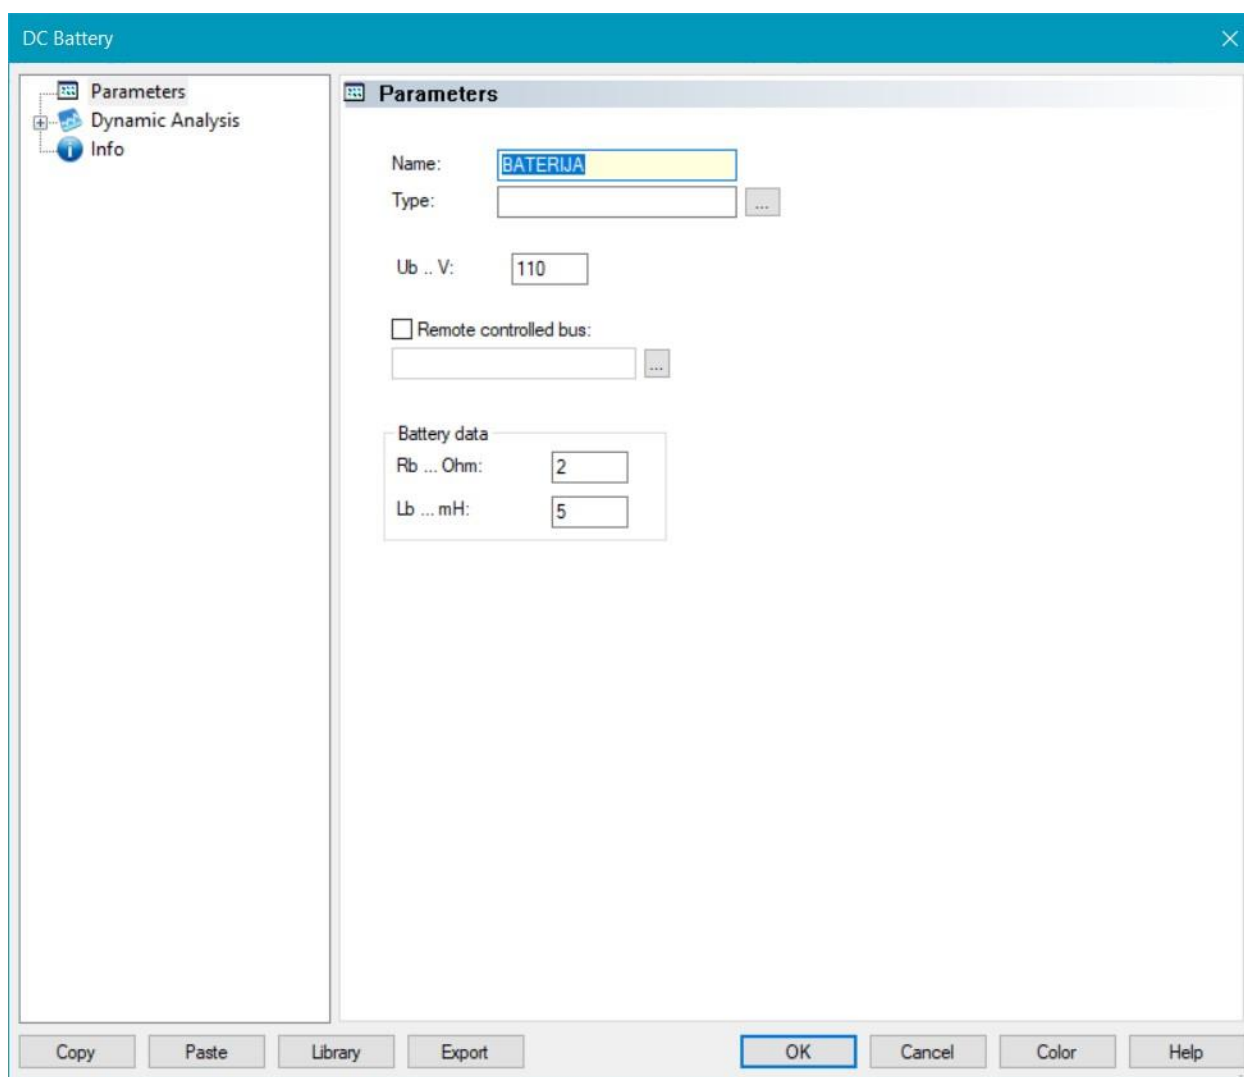 DC Battery
Parameters
Dynamic Analysis
Info
Parameters
Name: BATERIJA
Type: ...
Ub .. V: 110
Remote controlled bus:
...
Battery data
Rb ... Ohm: 2
Lb ... mH: 5
Copy Paste Library Export OK Cancel Color Help